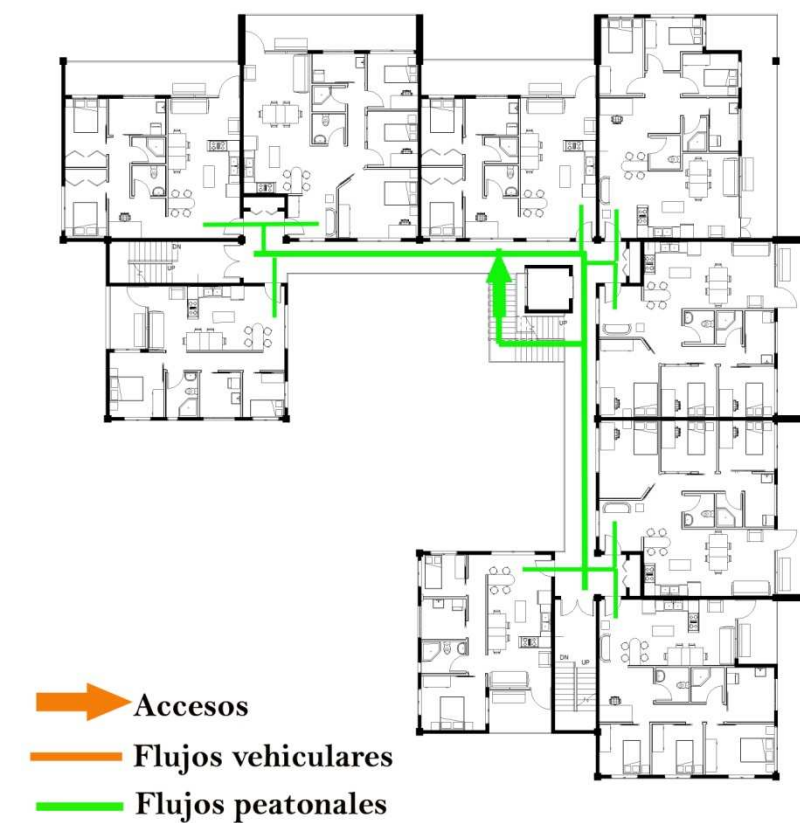 DN
UP
UP
DN
UP
Accesos
Flujos vehiculares
Flujos peatonales